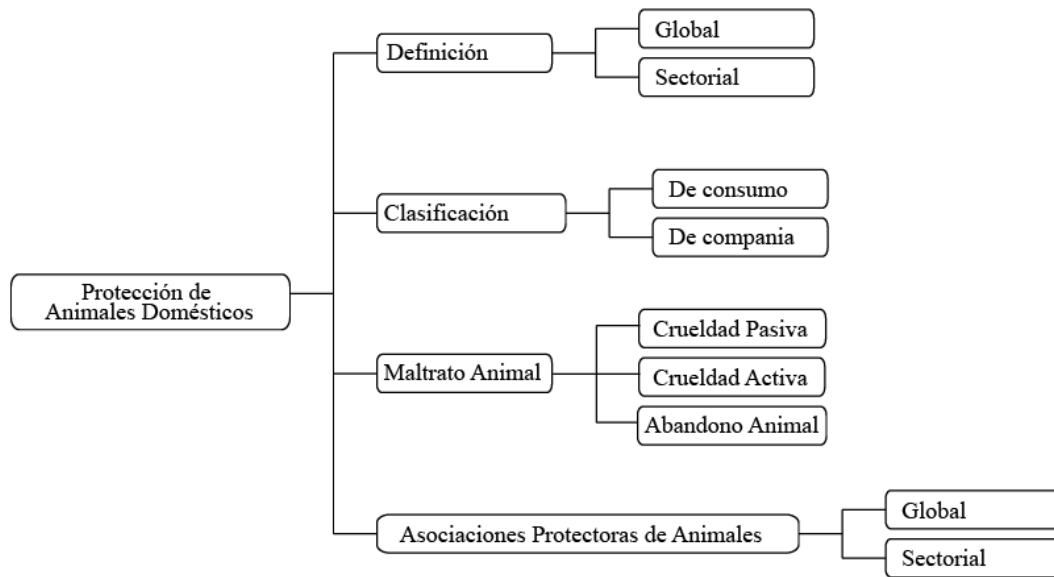 Protección de
Animales Domésticos
Definición
Global
Sectorial
Clasificación
De consumo
De compania
Maltrato Animal
Crueldad Pasiva
Crueldad Activa
Abandono Animal
Asociaciones Protectoras de Animales
Global
Sectorial